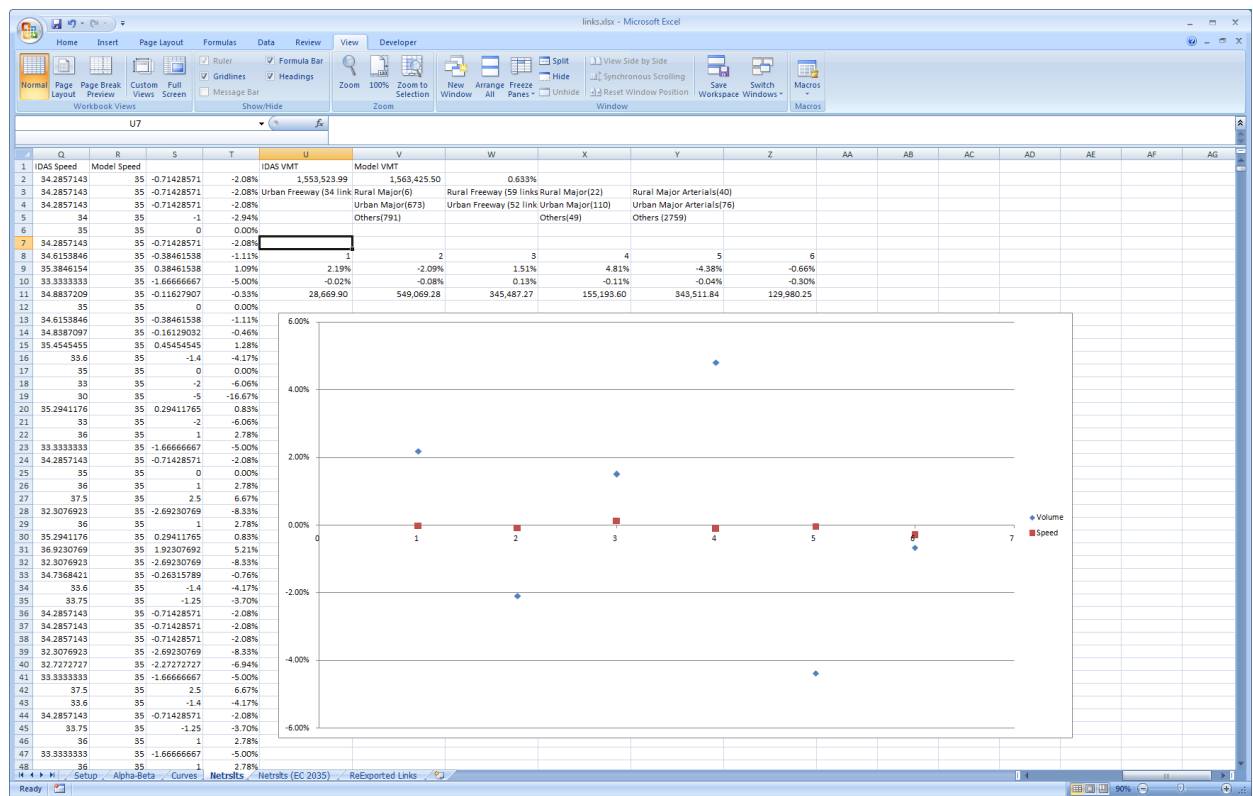 links.xlsx - Microsoft Excel
Home Insert Page Layout Formulas Data Review View Developer
Normal Page Layout Page Break Preview Custom Views Full Screen
Workbook Views
Ruler Formula Bar
Gridlines Headings
Message Bar
Show/Hide
Zoom 100% Zoom to Selection
Zoom
New Window Arrange All Freeze Panes
Split View Side by Side
Hide Synchronous Scrolling
Unhide Reset Window Position
Save Workspace Switch Windows
Window
Macros
Macros
U7 fx
Q R S T U V W X Y Z AA AB AC AD AE AF AG
1 IDAS Speed Model Speed IDAS VMT Model VMT
2 34.2857143 35 -0.71428571 -2.08% 1,553,523.99 1,563,425.50 0.633%
3 34.2857143 35 -0.71428571 -2.08% Urban Freeway (34 link Rural Major(6) Rural Freeway (59 links Rural Major(22) Rural Major Arterials(40)
4 34.2857143 35 -0.71428571 -2.08% Urban Major(673) Urban Freeway (52 link Urban Major(110) Urban Major Arterials(76)
5 34 35 -1 -2.94% Others(791) Others(49) Others (2759)
6 35 35 0 0.00%
7 34.2857143 35 -0.71428571 -2.08%
8 34.6153846 35 -0.38461538 -1.11% 1 2 3 4 5 6
9 35.3846154 35 0.38461538 1.09% 2.19% -2.09% 1.51% 4.81% -4.38% -0.66%
10 33.3333333 35 -1.66666667 -5.00% -0.02% -0.08% 0.13% -0.11% -0.04% -0.30%
11 34.8837209 35 -0.11627907 -0.33% 28,669.90 549,069.28 345,487.27 155,193.60 343,511.84 129,980.25
12 35 35 0 0.00%
13 34.6153846 35 -0.38461538 -1.11%
14 34.8387097 35 -0.16129032 -0.46%
15 35.4545455 35 0.45454545 1.28%
16 33.6 35 -1.4 -4.17%
17 35 35 0 0.00%
18 33 35 -2 -6.06%
19 30 35 -5 -16.67%
20 35.2941176 35 0.29411765 0.83%
21 33 35 -2 -6.06%
22 36 35 1 2.78%
23 33.3333333 35 -1.66666667 -5.00%
24 34.2857143 35 -0.71428571 -2.08%
25 35 35 0 0.00%
26 36 35 1 2.78%
27 37.5 35 2.5 6.67%
28 32.3076923 35 -2.69230769 -8.33%
29 36 35 1 2.78%
30 35.2941176 35 0.29411765 0.83%
31 36.9230769 35 1.92307692 5.21%
32 32.3076923 35 -2.69230769 -8.33%
33 34.7368421 35 -0.26315789 -0.76%
34 33.6 35 -1.4 -4.17%
35 33.75 35 -1.25 -3.70%
36 34.2857143 35 -0.71428571 -2.08%
37 34.2857143 35 -0.71428571 -2.08%
38 34.2857143 35 -0.71428571 -2.08%
39 32.3076923 35 -2.69230769 -8.33%
40 32.7272727 35 -2.27272727 -6.94%
41 33.3333333 35 -1.66666667 -5.00%
42 37.5 35 2.5 6.67%
43 33.6 35 -1.4 -4.17%
44 34.2857143 35 -0.71428571 -2.08%
45 33.75 35 -1.25 -3.70%
46 36 35 1 2.78%
47 33.3333333 35 -1.66666667 -5.00%
48 36 35 1 2.78%
6.00%
4.00%
2.00%
0.00%
-2.00%
-4.00%
-6.00%
0 1 2 3 4 5 6 7
Volume
Speed
Setup Alpha-Beta Curves Netrslts Netrslts (EC 2035) ReExported Links
Ready 90%